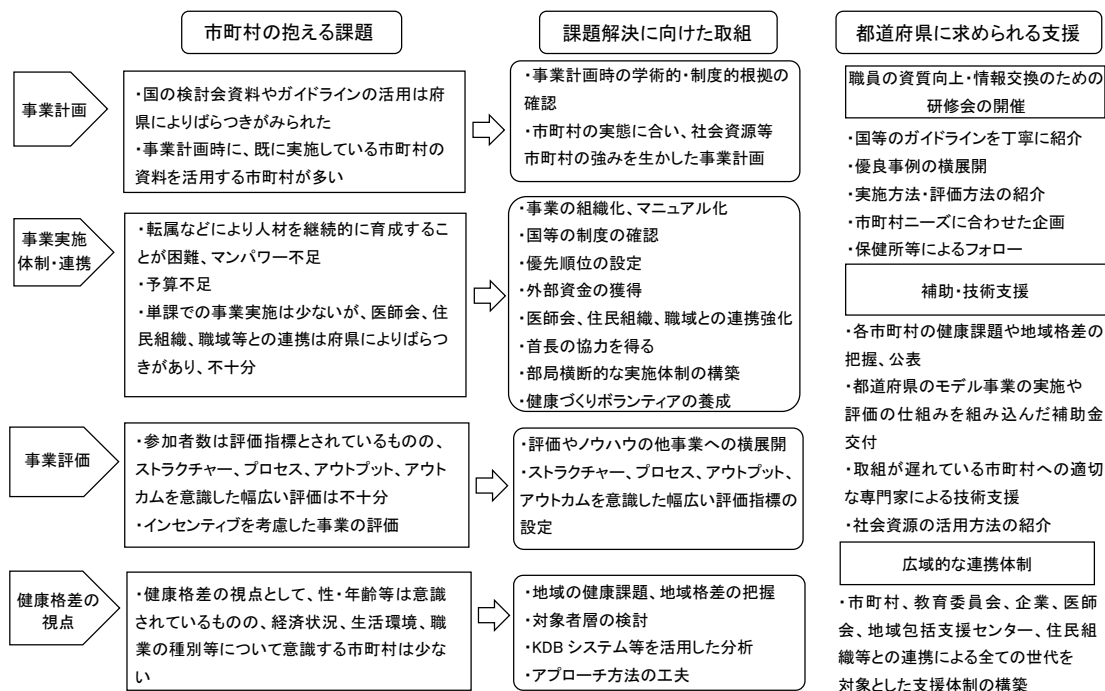 市町村の抱える課題
課題解決に向けた取組
都道府県に求められる支援
事業計画
・国の検討会資料やガイドラインの活用は府
県によりばらつきがみられた
・事業計画時に、既に実施している市町村の
資料を活用する市町村が多い
・事業計画時の学術的・制度的根拠の
確認
・市町村の実態に合い、社会資源等
市町村の強みを生かした事業計画
事業実施
体制・連携
・転属などにより人材を継続的に育成するこ
とが困難、マンパワー不足
・予算不足
・単課での事業実施は少ないが、医師会、住
民組織、職域等との連携は府県によりばらつ
きがあり、不十分
・事業の組織化、マニュアル化
・国等の制度の確認
・優先順位の設定
・外部資金の獲得
・医師会、住民組織、職域との連携強化
・首長の協力を得る
・部局横断的な実施体制の構築
・健康づくりボランティアの養成
事業評価
・参加者数は評価指標とされているものの、
ストラクチャー、プロセス、アウトプット、アウト
カムを意識した幅広い評価は不十分
・インセンティブを考慮した事業の評価
・評価やノウハウの他事業への横展開
・ストラクチャー、プロセス、アウトプット、
アウトカムを意識した幅広い評価指標の
設定
健康格差の
視点
・健康格差の視点として、性・年齢等は意識
されているものの、経済状況、生活環境、職
業の種別等について意識する市町村は少な
い
・地域の健康課題、地域格差の把握
・対象者層の検討
・KDB システム等を活用した分析
・アプローチ方法の工夫
職員の資質向上・情報交換のための
研修会の開催
・国等のガイドラインを丁寧に紹介
・優良事例の横展開
・実施方法・評価方法の紹介
・市町村ニーズに合わせた企画
・保健所等によるフォロー
補助・技術支援
・各市町村の健康課題や地域格差の
把握、公表
・都道府県のモデル事業の実施や
評価の仕組みを組み込んだ補助金
交付
・取組が遅れている市町村への適切
な専門家による技術支援
・社会資源の活用方法の紹介
広域的な連携体制
・市町村、教育委員会、企業、医師
会、地域包括支援センター、住民組
織等との連携による全ての世代を
対象とした支援体制の構築